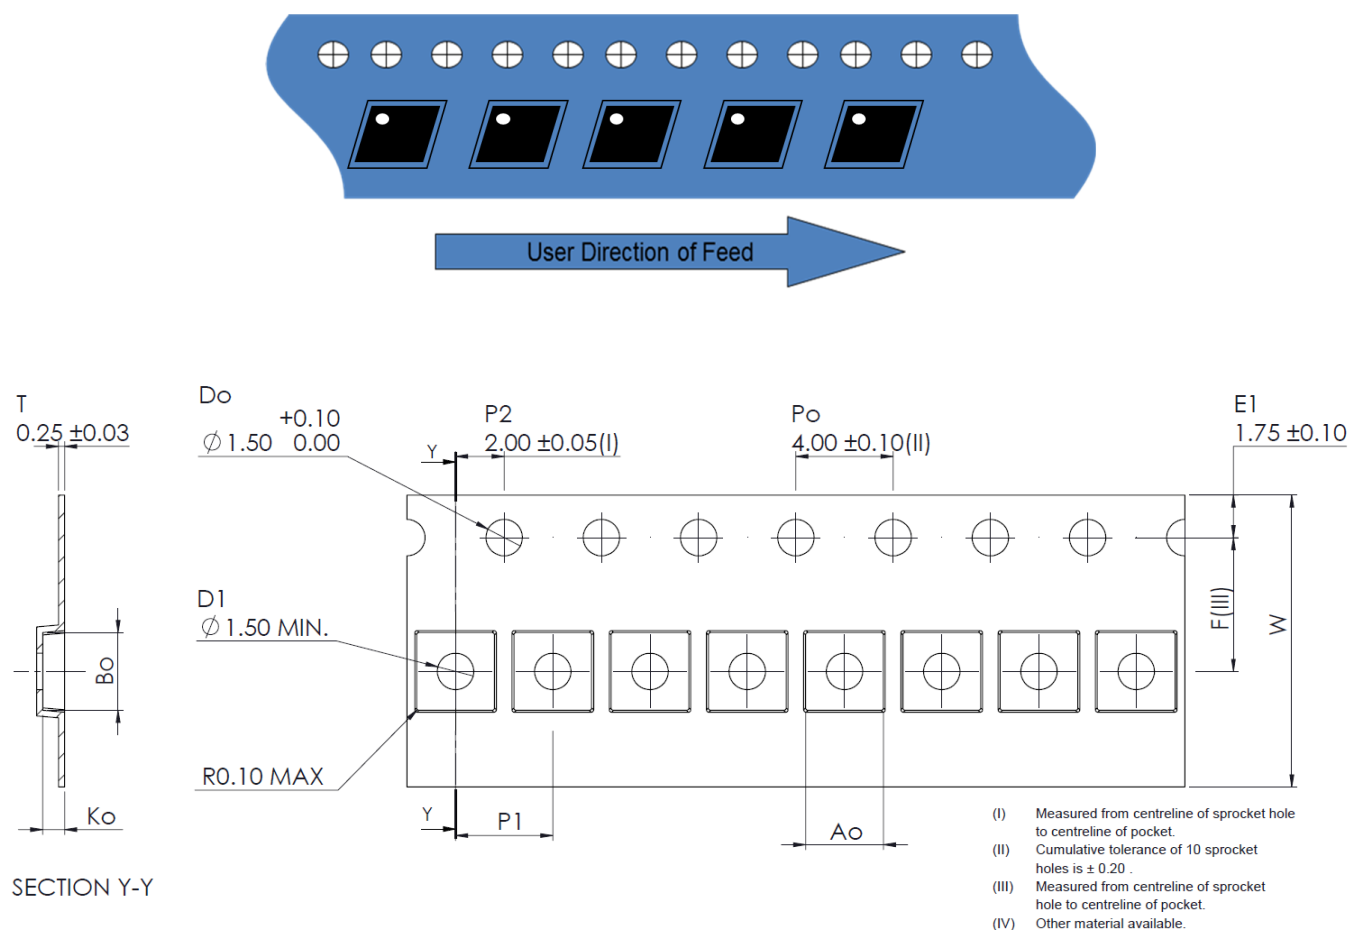 User Direction of Feed
T
0.25 ±0.03
Do
+0.10
∅ 1.50 0.00
P2
2.00 ±0.05(I)
Po
4.00 ±0.10(II)
E1
1.75 ±0.10
Y
D1
∅ 1.50 MIN.
F(III)
W
Bo
R0.10 MAX
Ko
Y
P1
Ao
SECTION Y-Y
(I) Measured from centreline of sprocket hole
to centreline of pocket.
(II) Cumulative tolerance of 10 sprocket
holes is ± 0.20 .
(III) Measured from centreline of sprocket
hole to centreline of pocket.
(IV) Other material available.